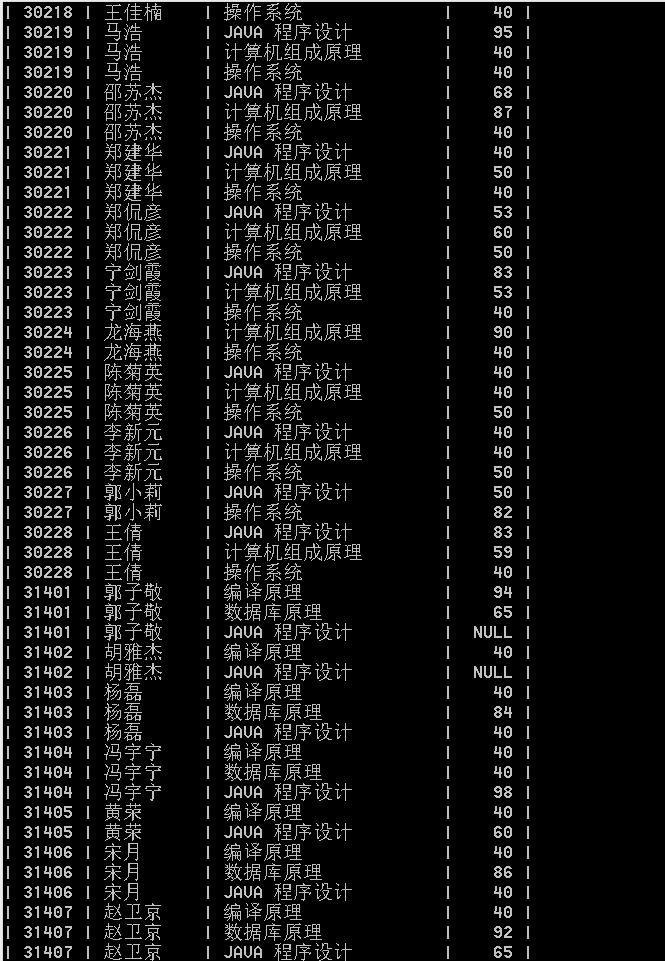 | 30218 | 王佳楠 | 操作系统 | 40 |
| 30219 | 马浩 | JAVA 程序设计 | 95 |
| 30219 | 马浩 | 计算机组成原理 | 40 |
| 30219 | 马浩 | 操作系统 | 40 |
| 30220 | 邵苏杰 | JAVA 程序设计 | 68 |
| 30220 | 邵苏杰 | 计算机组成原理 | 87 |
| 30220 | 邵苏杰 | 操作系统 | 40 |
| 30221 | 郑建华 | JAVA 程序设计 | 40 |
| 30221 | 郑建华 | 计算机组成原理 | 50 |
| 30221 | 郑建华 | 操作系统 | 40 |
| 30222 | 郑侃彦 | JAVA 程序设计 | 53 |
| 30222 | 郑侃彦 | 计算机组成原理 | 60 |
| 30222 | 郑侃彦 | 操作系统 | 50 |
| 30223 | 宁剑霞 | JAVA 程序设计 | 83 |
| 30223 | 宁剑霞 | 计算机组成原理 | 53 |
| 30223 | 宁剑霞 | 操作系统 | 40 |
| 30224 | 龙海燕 | 计算机组成原理 | 90 |
| 30224 | 龙海燕 | 操作系统 | 40 |
| 30225 | 陈菊英 | JAVA 程序设计 | 40 |
| 30225 | 陈菊英 | 计算机组成原理 | 40 |
| 30225 | 陈菊英 | 操作系统 | 50 |
| 30226 | 李新元 | JAVA 程序设计 | 40 |
| 30226 | 李新元 | 计算机组成原理 | 40 |
| 30226 | 李新元 | 操作系统 | 50 |
| 30227 | 郭小莉 | JAVA 程序设计 | 50 |
| 30227 | 郭小莉 | 操作系统 | 82 |
| 30228 | 王倩 | JAVA 程序设计 | 83 |
| 30228 | 王倩 | 计算机组成原理 | 59 |
| 30228 | 王倩 | 操作系统 | 40 |
| 31401 | 郭子敬 | 编译原理 | 94 |
| 31401 | 郭子敬 | 数据库原理 | 65 |
| 31401 | 郭子敬 | JAVA 程序设计 | NULL |
| 31402 | 胡雅杰 | 编译原理 | 40 |
| 31402 | 胡雅杰 | JAVA 程序设计 | NULL |
| 31403 | 杨磊 | 编译原理 | 40 |
| 31403 | 杨磊 | 数据库原理 | 84 |
| 31403 | 杨磊 | JAVA 程序设计 | 40 |
| 31404 | 冯宇宁 | 编译原理 | 40 |
| 31404 | 冯宇宁 | 数据库原理 | 40 |
| 31404 | 冯宇宁 | JAVA 程序设计 | 98 |
| 31405 | 黄荣 | 编译原理 | 40 |
| 31405 | 黄荣 | JAVA 程序设计 | 60 |
| 31406 | 宋月 | 编译原理 | 40 |
| 31406 | 宋月 | 数据库原理 | 86 |
| 31406 | 宋月 | JAVA 程序设计 | 40 |
| 31407 | 赵卫京 | 编译原理 | 40 |
| 31407 | 赵卫京 | 数据库原理 | 92 |
| 31407 | 赵卫京 | JAVA 程序设计 | 65 |